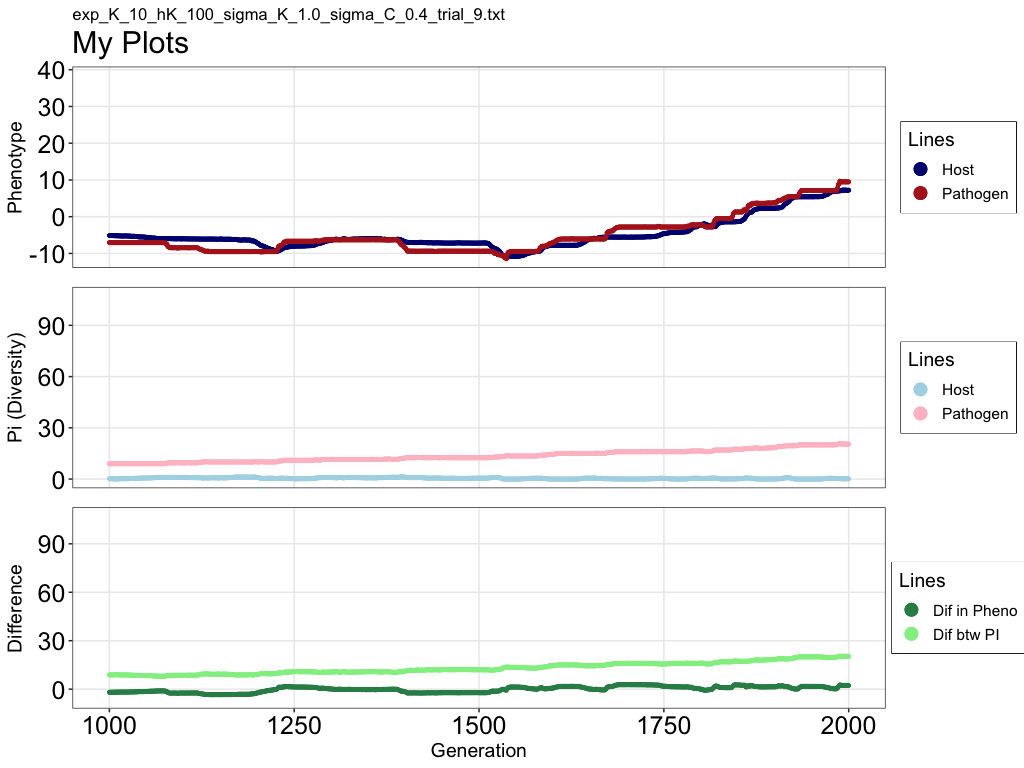 exp_K_10_hK_100_sigma_K_1.0_sigma_C_0.4_trial_9.txt
My Plots
Phenotype
40
30
20
10
0
-10
Lines
Host
Pathogen
Pi (Diversity)
90
60
30
0
Lines
Host
Pathogen
Difference
90
60
30
0
Lines
Dif in Pheno
Dif btw PI
1000 1250 1500 1750 2000
Generation